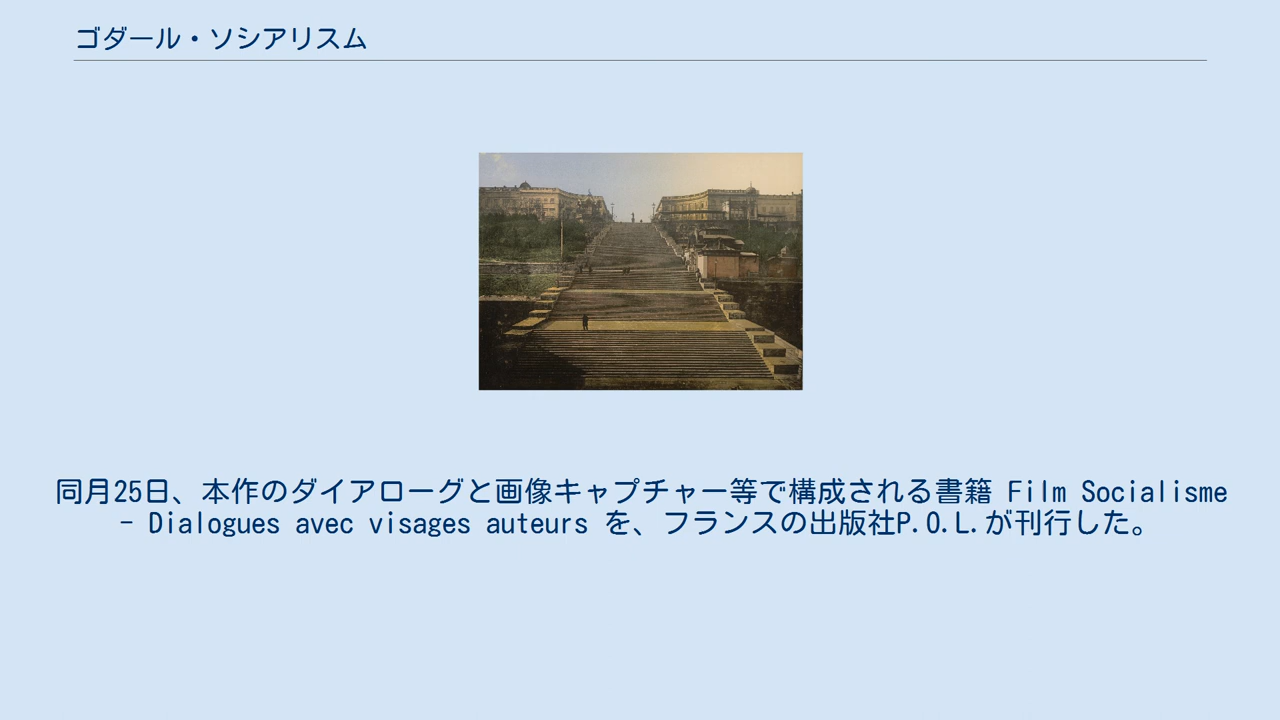 ゴダール・ソシアリスム
同月25日、本作のダイアローグと画像キャプチャー等で構成される書籍 Film Socialisme
- Dialogues avec visages auteurs を、フランスの出版社P.O.L.が刊行した。